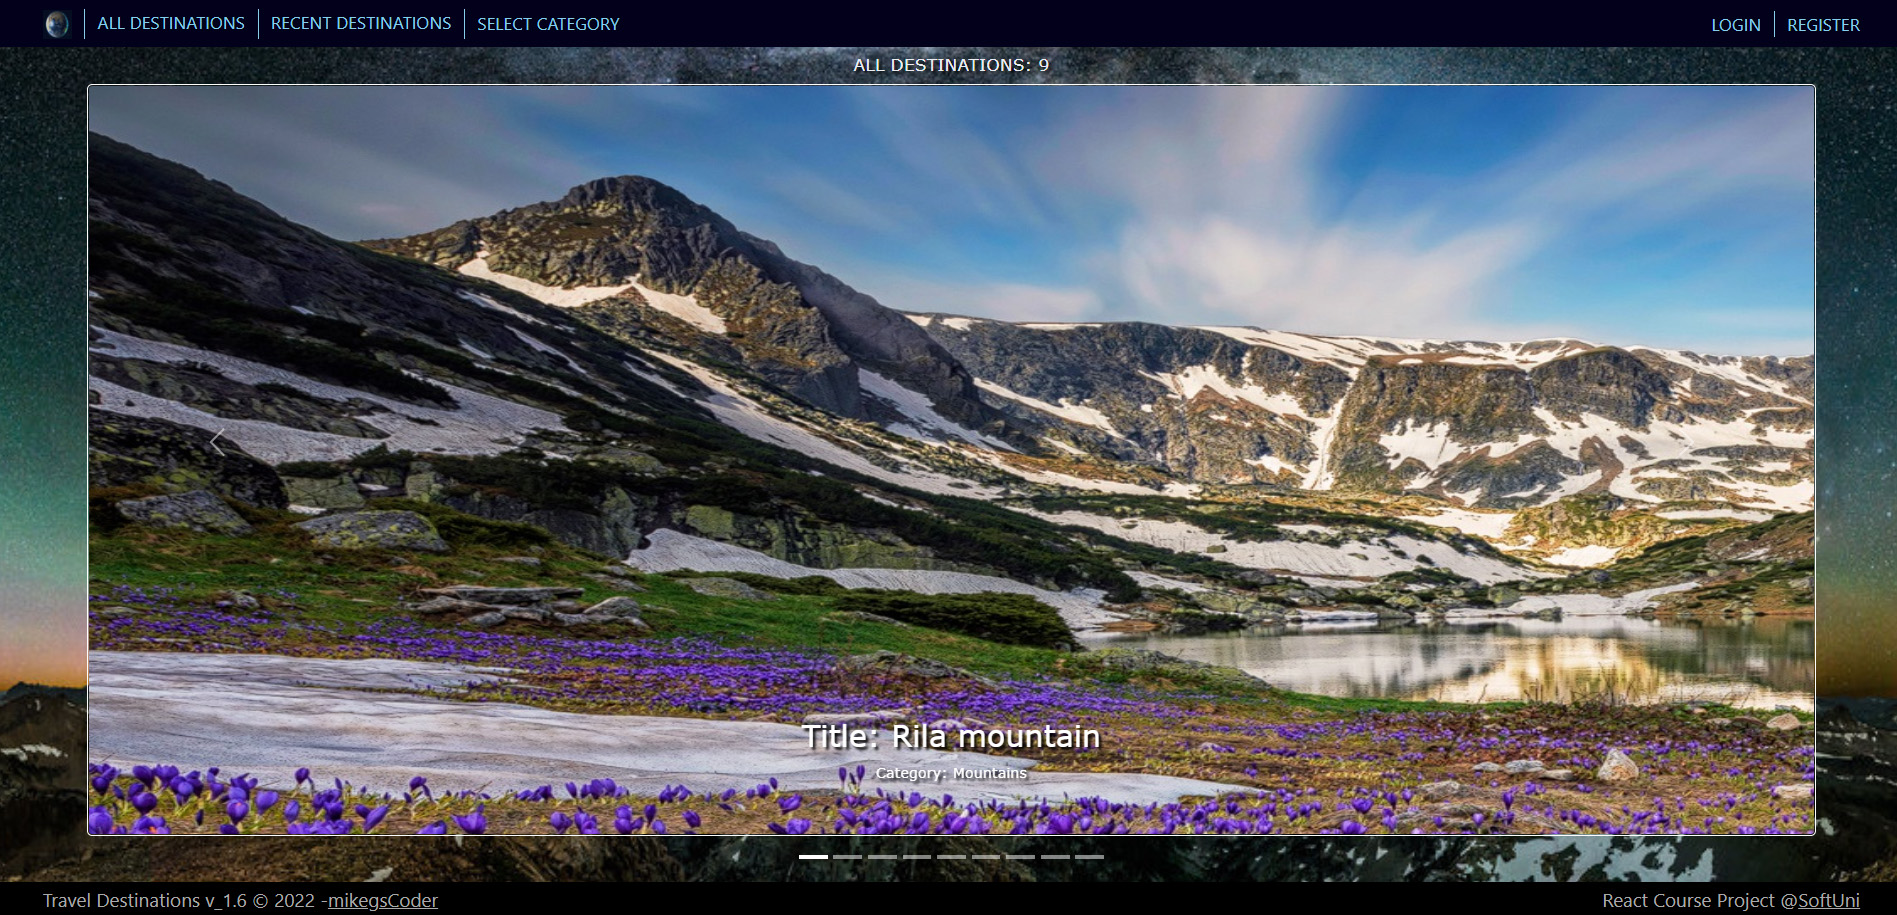 ALL DESTINATIONS
RECENT DESTINATIONS
SELECT CATEGORY
LOGIN
REGISTER
ALL DESTINATIONS: 9
Title: Rila mountain
Category: Mountains
Travel Destinations v_1.6 © 2022 -mikegsCoder
React Course Project @SoftUni